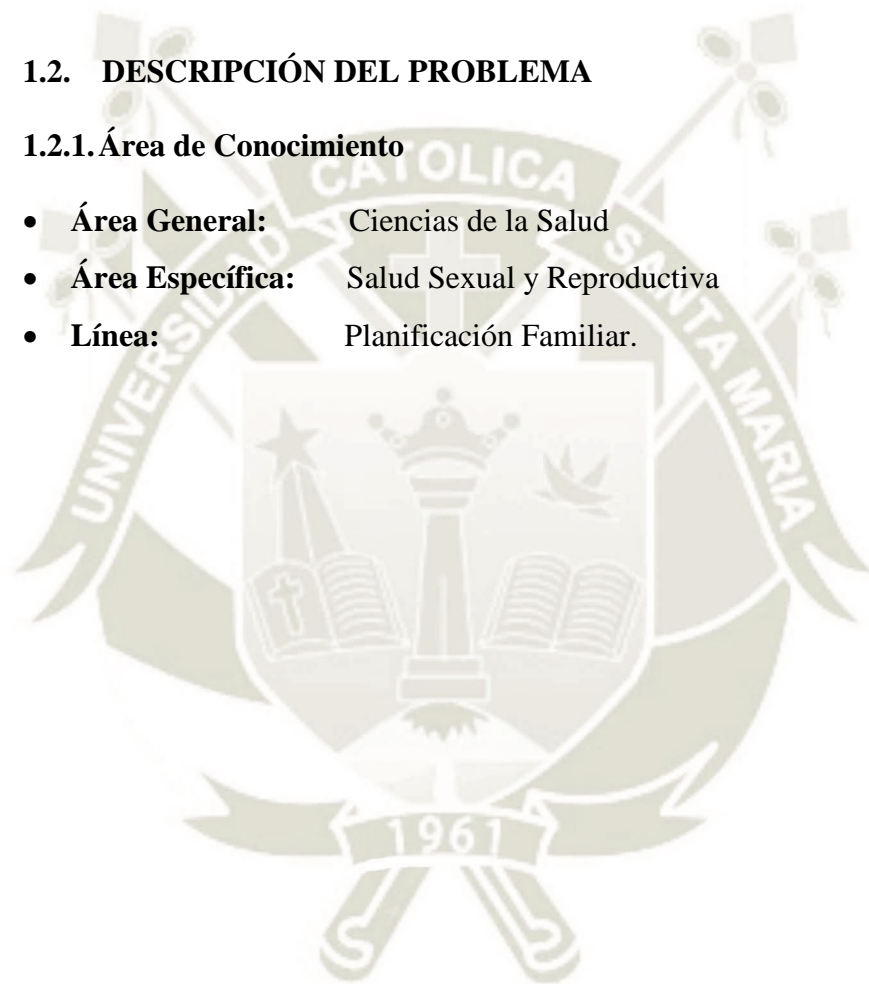 1.2. DESCRIPCIÓN DEL PROBLEMA
1.2.1. Área de Conocimiento
• Área General: Ciencias de la Salud
• Área Específica: Salud Sexual y Reproductiva
• Línea: Planificación Familiar.
UNIVERSIDAD CATOLICA SANTA MARIA
1961